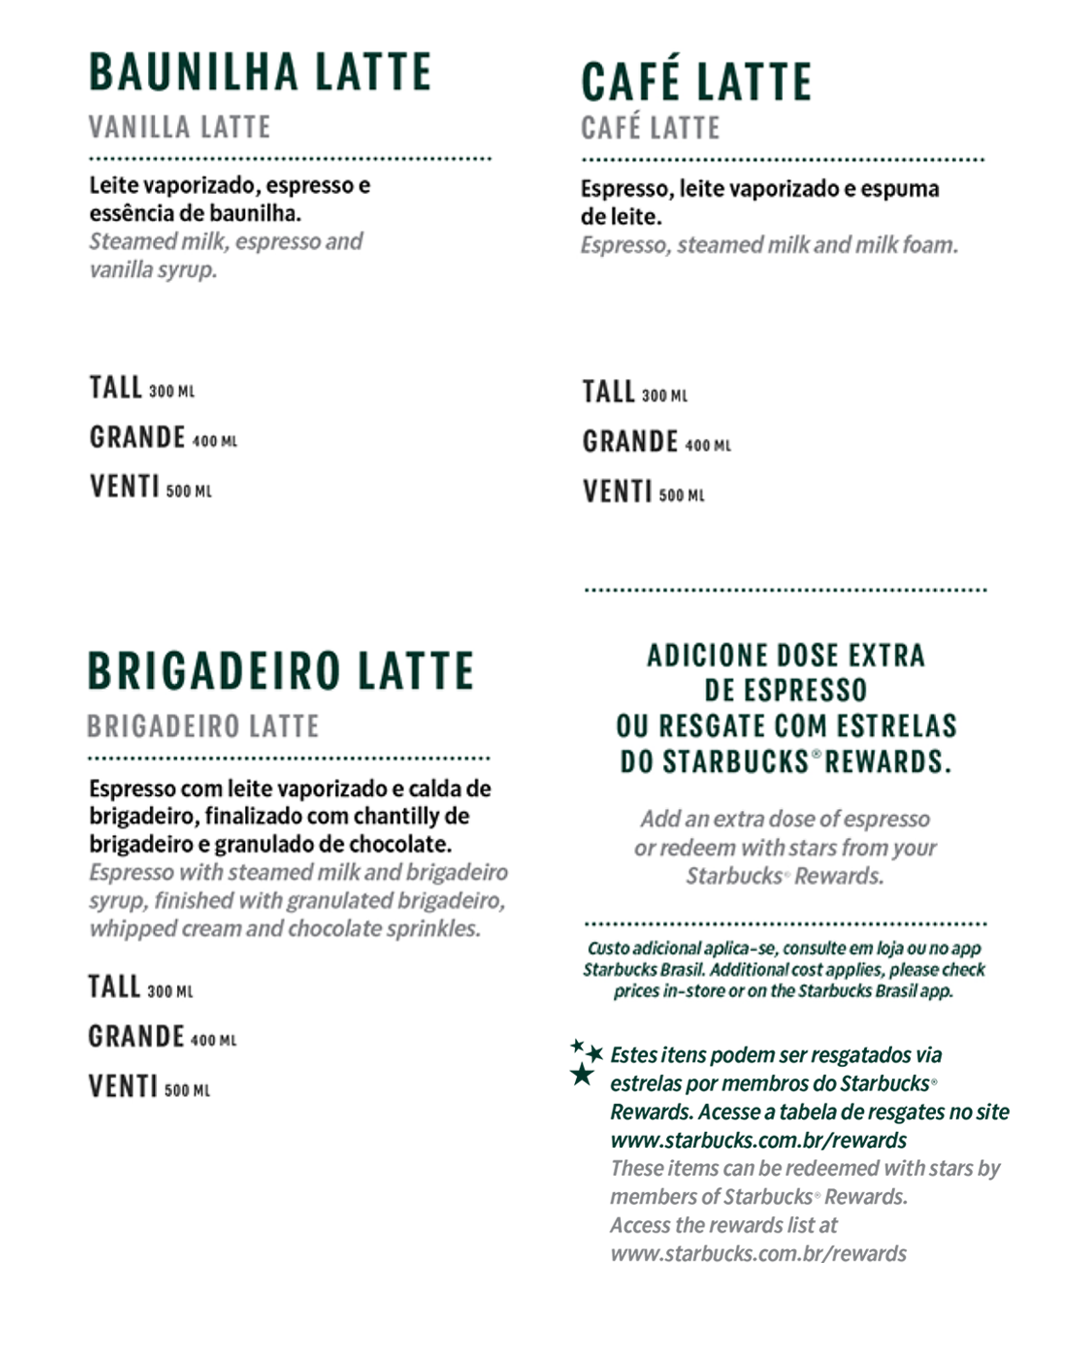 BAUNILHA LATTE
VANILLA LATTE
Leite vaporizado, espresso e
essência de baunilha.
Steamed milk, espresso and
vanilla syrup.
TALL 300 ML
GRANDE 400 ML
VENTI 500 ML
CAFÉ LATTE
CAFÉ LATTE
Espresso, leite vaporizado e espuma
de leite.
Espresso, steamed milk and milk foam.
TALL 300 ML
GRANDE 400 ML
VENTI 500 ML
BRIGADEIRO LATTE
BRIGADEIRO LATTE
Espresso com leite vaporizado e calda de
brigadeiro, finalizado com chantilly de
brigadeiro e granulado de chocolate.
Espresso with steamed milk and brigadeiro
syrup, finished with granulated brigadeiro,
whipped cream and chocolate sprinkles.
TALL 300 ML
GRANDE 400 ML
VENTI 500 ML
ADICIONE DOSE EXTRA
DE ESPRESSO
OU RESGATE COM ESTRELAS
DO STARBUCKS® REWARDS.
Add an extra dose of espresso
or redeem with stars from your
Starbucks® Rewards.
Custo adicional aplica-se, consulte em loja ou no app
Starbucks Brasil. Additional cost applies, please check
prices in-store or on the Starbucks Brasil app.
Estes itens podem ser resgatados via
estrelas por membros do Starbucks®
Rewards. Acesse a tabela de resgates no site
www.starbucks.com.br/rewards
These items can be redeemed with stars by
members of Starbucks® Rewards.
Access the rewards list at
www.starbucks.com.br/rewards